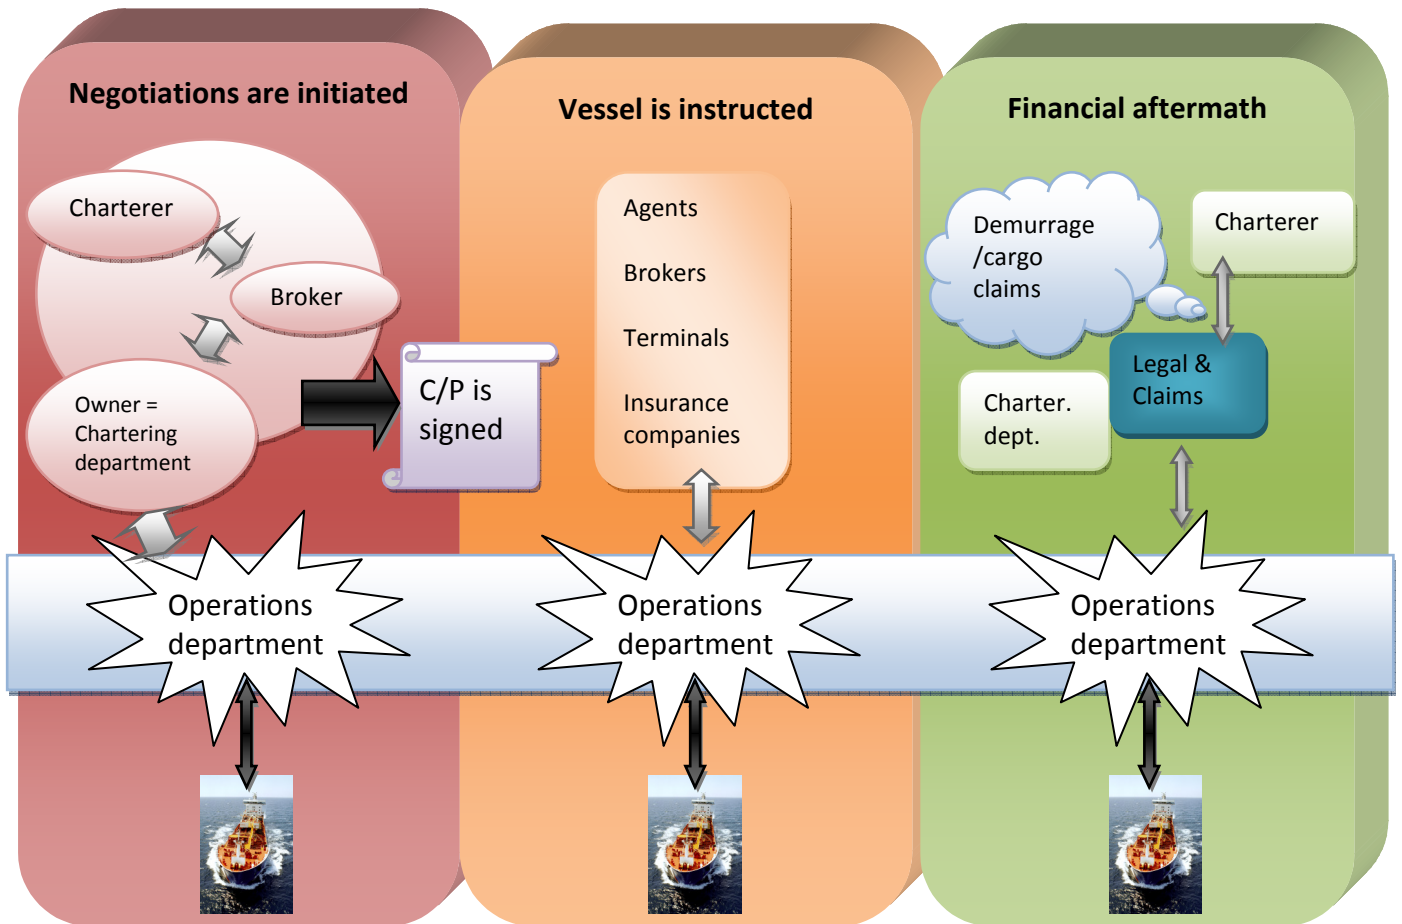 Negotiations are initiated
Charterer
Broker
Owner =
Chartering
department
C/P is
signed
Operations
department
Vessel is instructed
Agents
Brokers
Terminals
Insurance
companies
Operations
department
Financial aftermath
Demurrage
/cargo
claims
Charterer
Legal &
Claims
Charter.
dept.
Operations
department